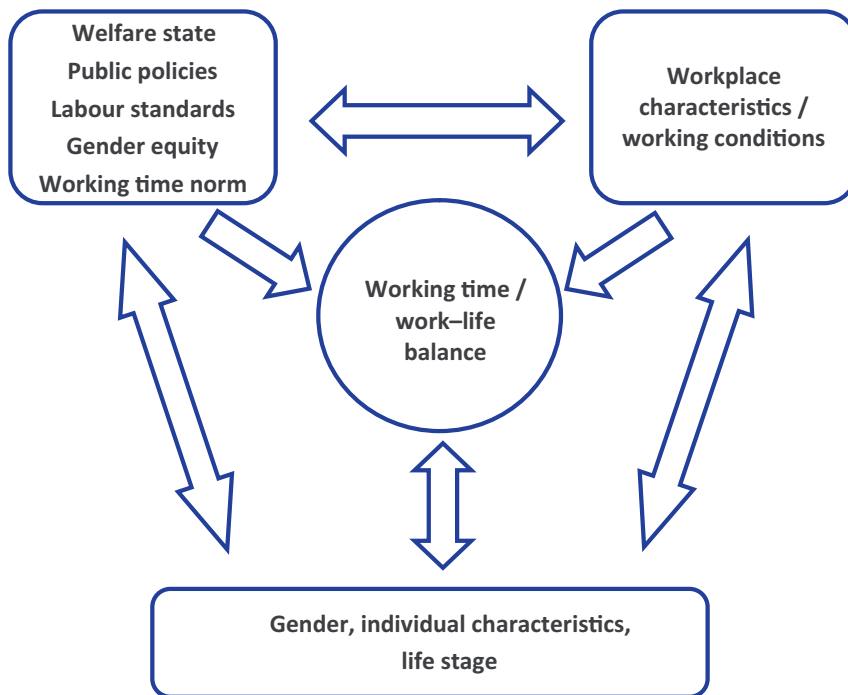 Welfare state
Public policies
Labour standards
Gender equity
Working time norm
Workplace
characteristics /
working conditions
Working time /
work–life
balance
Gender, individual characteristics,
life stage